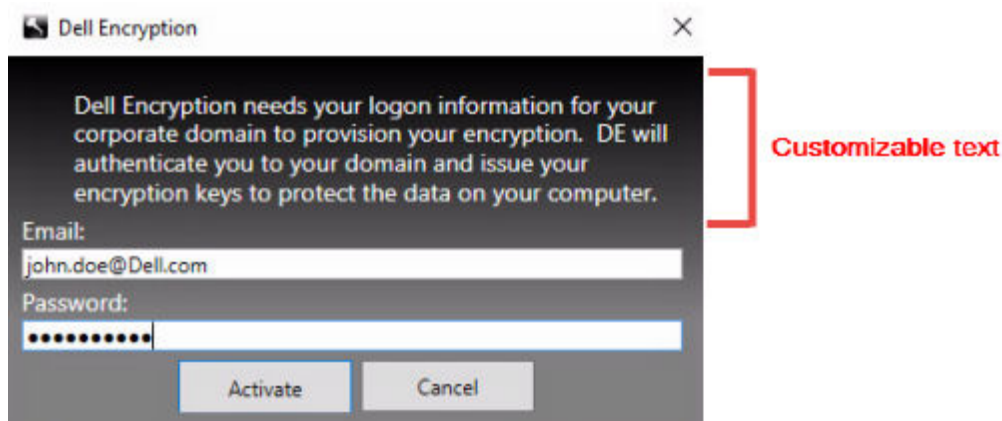 Dell Encryption
Dell Encryption needs your logon information for your
corporate domain to provision your encryption.  DE will
authenticate you to your domain and issue your
encryption keys to protect the data on your computer.
Customizable text
Email:
john.doe@Dell.com
Password:
••••••••••
Activate
Cancel